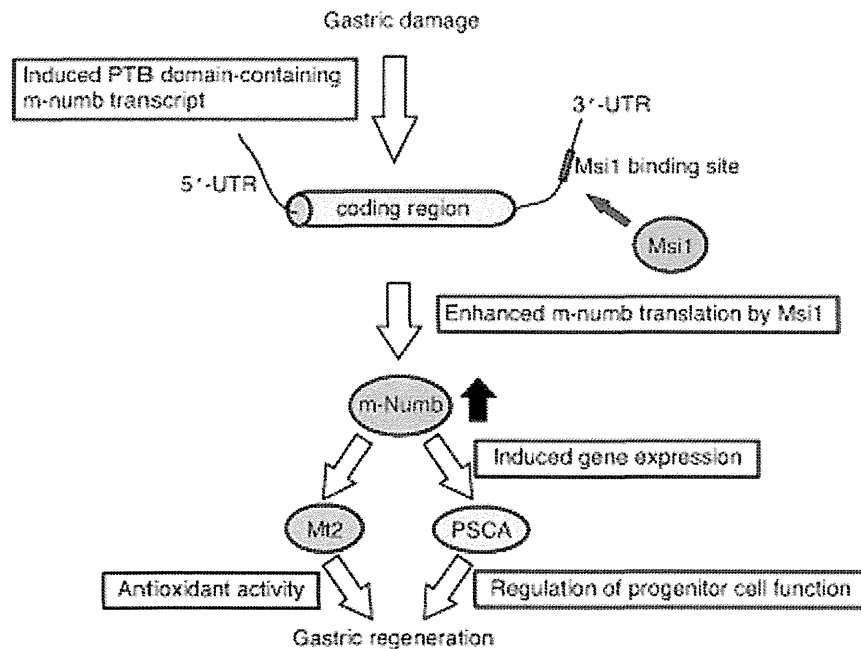 Gastric damage
Induced PTB domain-containing
m-numb transcript
3'-UTR
Msi1 binding site
5'-UTR
coding region
Msi1
Enhanced m-numb translation by Msi1
m-Numb
Induced gene expression
Mt2
PSCA
Antioxidant activity
Regulation of progenitor cell function
Gastric regeneration